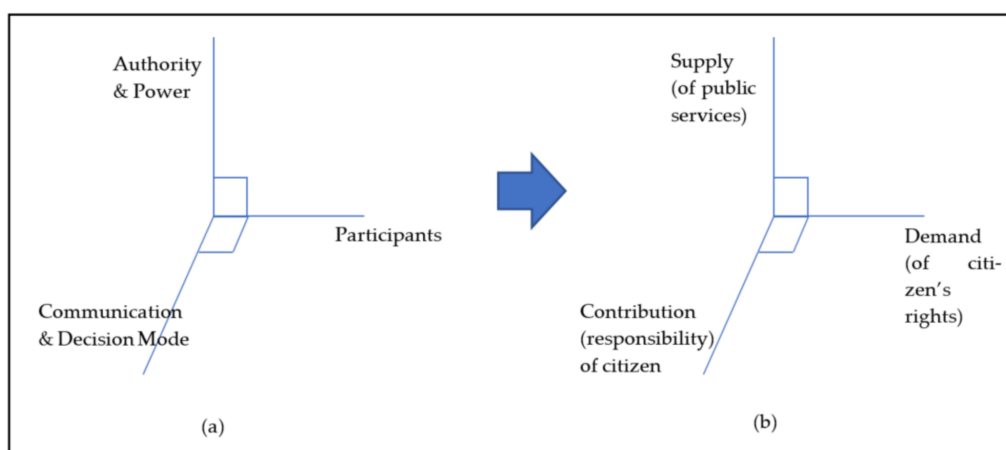 Authority
& Power
Participants
Communication
& Decision Mode
(a)
Supply
(of public
services)
Demand
(of citi-
zen's
rights)
Contribution
(responsibility)
of citizen
(b)